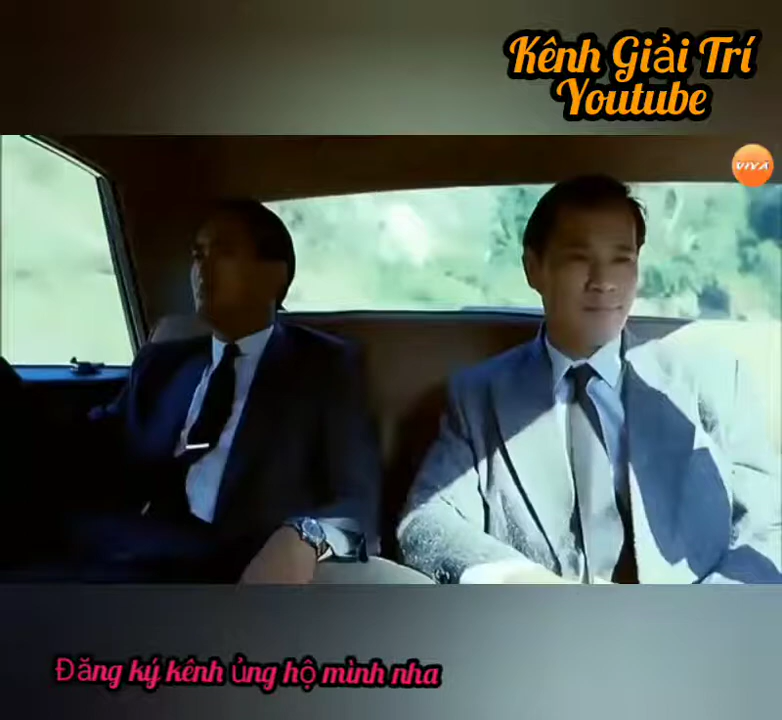 Kênh Giải Trí
Youtube
VIVA
Đăng ký kênh ủng hộ mình nha